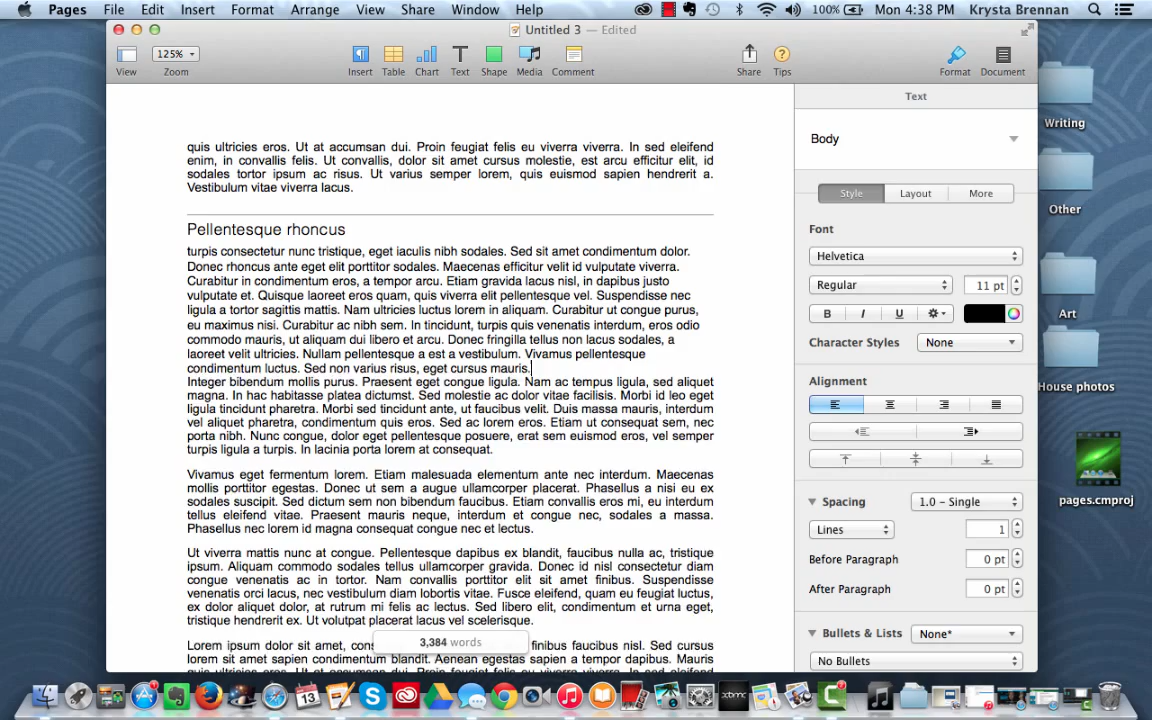 Pages File Edit Insert Format Arrange View Share Window Help 100% Mon 4:38 PM Krysta Brennan
Untitled 3 — Edited
125%
View Zoom Insert Table Chart Text Shape Media Comment Share Tips Format Document
quis ultricies eros. Ut at accumsan dui. Proin feugiat felis eu viverra viverra. In sed eleifend
enim, in convallis felis. Ut convallis, dolor sit amet cursus molestie, est arcu efficitur elit, id
sodales tortor ipsum ac risus. Ut varius semper lorem, quis euismod sapien hendrerit a.
Vestibulum vitae viverra lacus.
Pellentesque rhoncus
turpis consectetur nunc tristique, eget iaculis nibh sodales. Sed sit amet condimentum dolor.
Donec rhoncus ante eget elit porttitor sodales. Maecenas efficitur velit id vulputate viverra.
Curabitur in condimentum eros, a tempor arcu. Etiam gravida lacus nisl, in dapibus justo
vulputate et. Quisque laoreet eros quam, quis viverra elit pellentesque vel. Suspendisse nec
ligula a tortor sagittis mattis. Nam ultricies luctus lorem in aliquam. Curabitur ut congue purus,
eu maximus nisi. Curabitur ac nibh sem. In tincidunt, turpis quis venenatis interdum, eros odio
commodo mauris, ut aliquam dui libero et arcu. Donec fringilla tellus non lacus sodales, a
laoreet velit ultricies. Nullam pellentesque a est a vestibulum. Vivamus pellentesque
condimentum luctus. Sed non varius risus, eget cursus mauris.
Integer bibendum mollis purus. Praesent eget congue ligula. Nam ac tempus ligula, sed aliquet
magna. In hac habitasse platea dictumst. Sed molestie ac dolor vitae facilisis. Morbi id leo eget
ligula tincidunt pharetra. Morbi sed tincidunt ante, ut faucibus velit. Duis massa mauris, interdum
vel aliquet pharetra, condimentum quis eros. Sed ac lorem eros. Etiam ut consequat sem, nec
porta nibh. Nunc congue, dolor eget pellentesque posuere, erat sem euismod eros, vel semper
turpis ligula a turpis. In lacinia porta lorem at consequat.
Vivamus eget fermentum lorem. Etiam malesuada elementum ante nec interdum. Maecenas
mollis porttitor egestas. Donec ut sem a augue ullamcorper placerat. Phasellus a nisi eu ex
sodales suscipit. Sed dictum sem non bibendum faucibus. Etiam convallis eros mi, eu interdum
tellus eleifend vitae. Praesent mauris neque, interdum et congue nec, sodales a massa.
Phasellus nec lorem id magna consequat congue nec et lectus.
Ut viverra mattis nunc at congue. Pellentesque dapibus ex blandit, faucibus nulla ac, tristique
ipsum. Aliquam commodo sodales tellus ullamcorper gravida. Donec id nisl consectetur diam
congue venenatis ac in tortor. Nam convallis porttitor elit sit amet finibus. Suspendisse
venenatis orci lacus, nec vestibulum diam lobortis vitae. Fusce eleifend, quam eu feugiat luctus,
ex dolor aliquet dolor, at rutrum mi felis ac lectus. Sed libero elit, condimentum et urna eget,
tristique hendrerit ex. Ut volutpat placerat lacus vel scelerisque.
Lorem ipsum dolor sit amet, cons finibus faucibus nisl. Nullam
lorem sit amet sapien condimentum blandit. Aenean egestas sapien et dictum mattis. Duis
3,384 words
Text
Body
Style Layout More
Font
Helvetica
Regular 11 pt
B I U
Character Styles None
Alignment
Spacing 1.0 - Single
Lines 1
Before Paragraph 0 pt
After Paragraph 0 pt
Bullets & Lists None*
No Bullets
Writing
Other
Art
House photos
pages.cmproj
13
xbmc